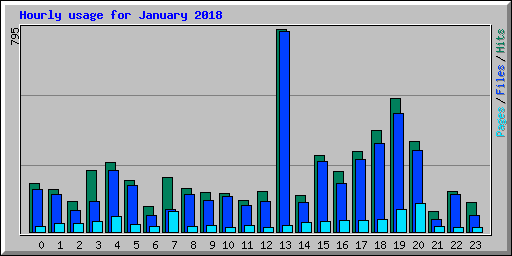 Hourly usage for January 2018
795
Pages / Files / Hits
0 1 2 3 4 5 6 7 8 9 10 11 12 13 14 15 16 17 18 19 20 21 22 23